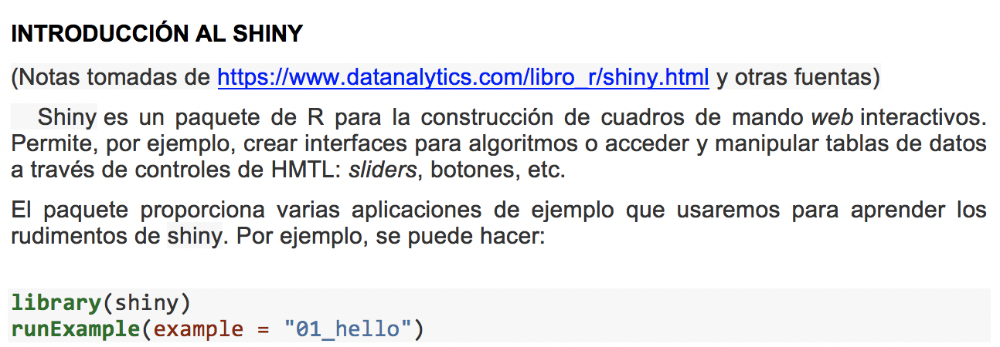 INTRODUCCIÓN AL SHINY
(Notas tomadas de https://www.datanalytics.com/libro_r/shiny.html y otras fuentas)
Shiny es un paquete de R para la construcción de cuadros de mando web interactivos.
Permite, por ejemplo, crear interfaces para algoritmos o acceder y manipular tablas de datos
a través de controles de HMTL: sliders, botones, etc.
El paquete proporciona varias aplicaciones de ejemplo que usaremos para aprender los
rudimentos de shiny. Por ejemplo, se puede hacer:
library(shiny)
runExample(example = "01_hello")